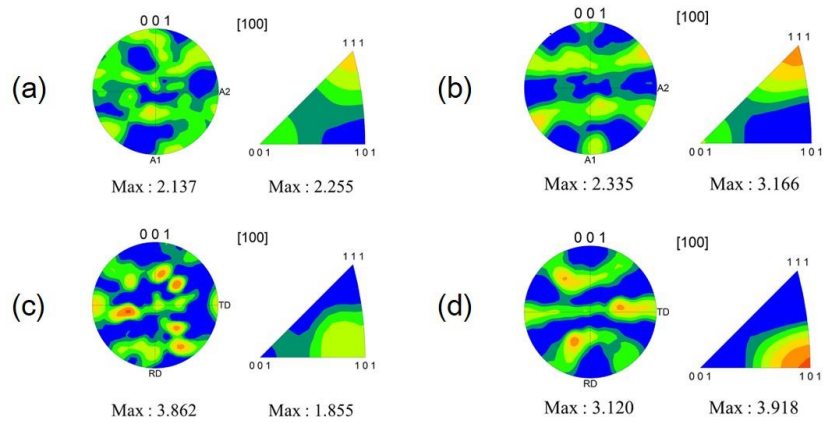 (a)
0 0 1
[100]
1 1 1
A2
A1
0 0 1
1 0 1
Max : 2.137
Max : 2.255
(b)
0 0 1
[100]
1 1 1
A2
A1
0 0 1
1 0 1
Max : 2.335
Max : 3.166
(c)
0 0 1
[100]
1 1 1
TD
RD
0 0 1
1 0 1
Max : 3.862
Max : 1.855
(d)
0 0 1
[100]
1 1 1
TD
RD
0 0 1
1 0 1
Max : 3.120
Max : 3.918